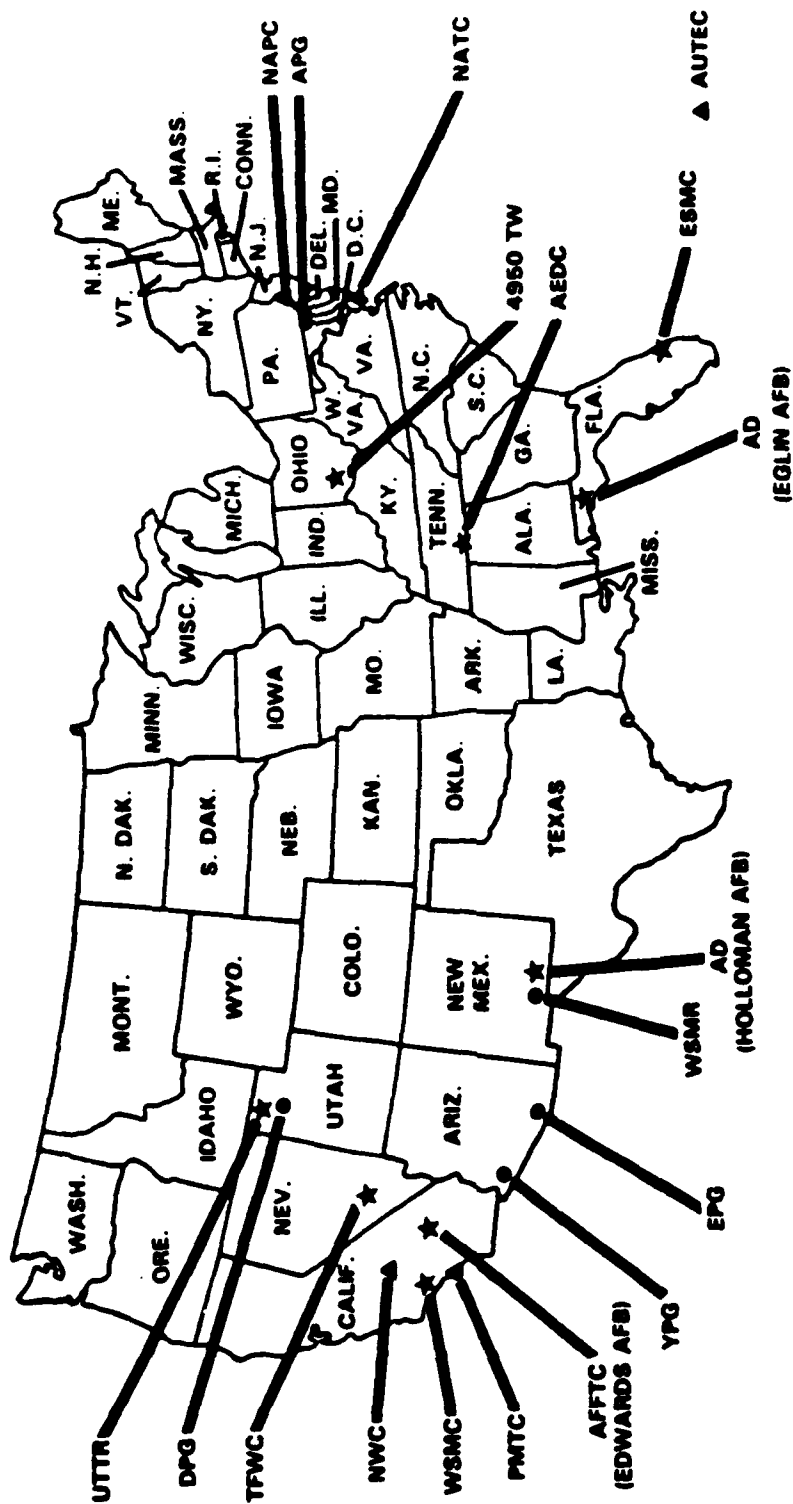 UTTR
DPG
TFWC
NWC
WSMC
PMTC
AFFTC
(EDWARDS AFB)
YPG
EPG
WSMR
AD
(HOLLOMAN AFB)
WASH.
ORE.
CALIF.
NEV.
IDAHO
UTAH
ARIZ.
MONT.
WYO.
COLO.
NEW
MEX.
N. DAK.
S. DAK.
NEB.
KAN.
OKLA.
TEXAS
MINN.
IOWA
MO.
ARK.
LA.
WISC.
ILL.
MICH.
IND.
OHIO
KY.
TENN.
MISS.
ALA.
GA.
FLA.
S.C.
N.C.
VA.
W.
VA.
PA.
NY.
VT.
N.H.
ME.
MASS.
R.I.
CONN.
N.J.
DEL.
MD.
D.C.
NAPC
APG
NATC
4950 TW
AEDC
ESMC
AD
(EGLIN AFB)
AUTEC